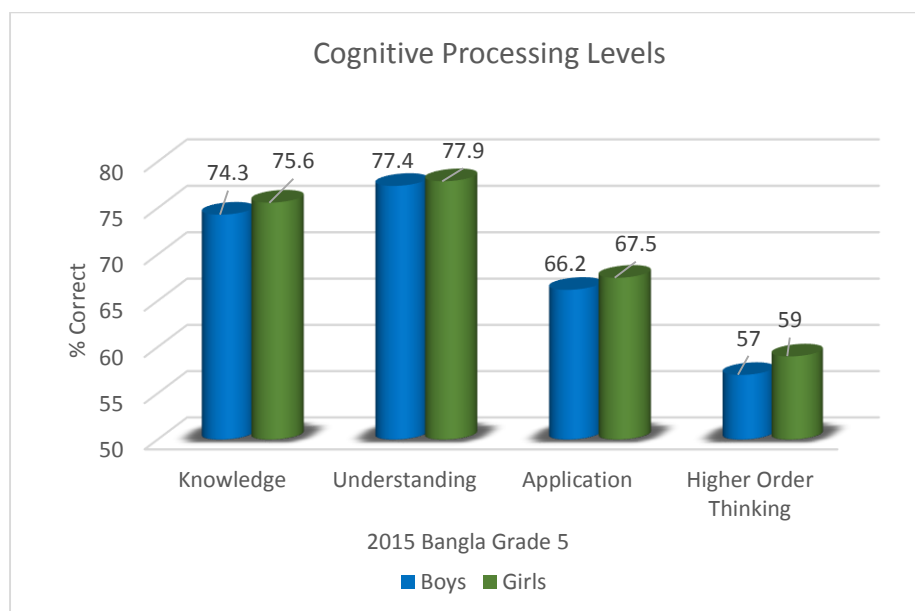 Cognitive Processing Levels
% Correct
80
75
70
65
60
55
50
74.3
75.6
77.4
77.9
66.2
67.5
57
59
Knowledge
Understanding
Application
Higher Order
Thinking
2015 Bangla Grade 5
Boys
Girls